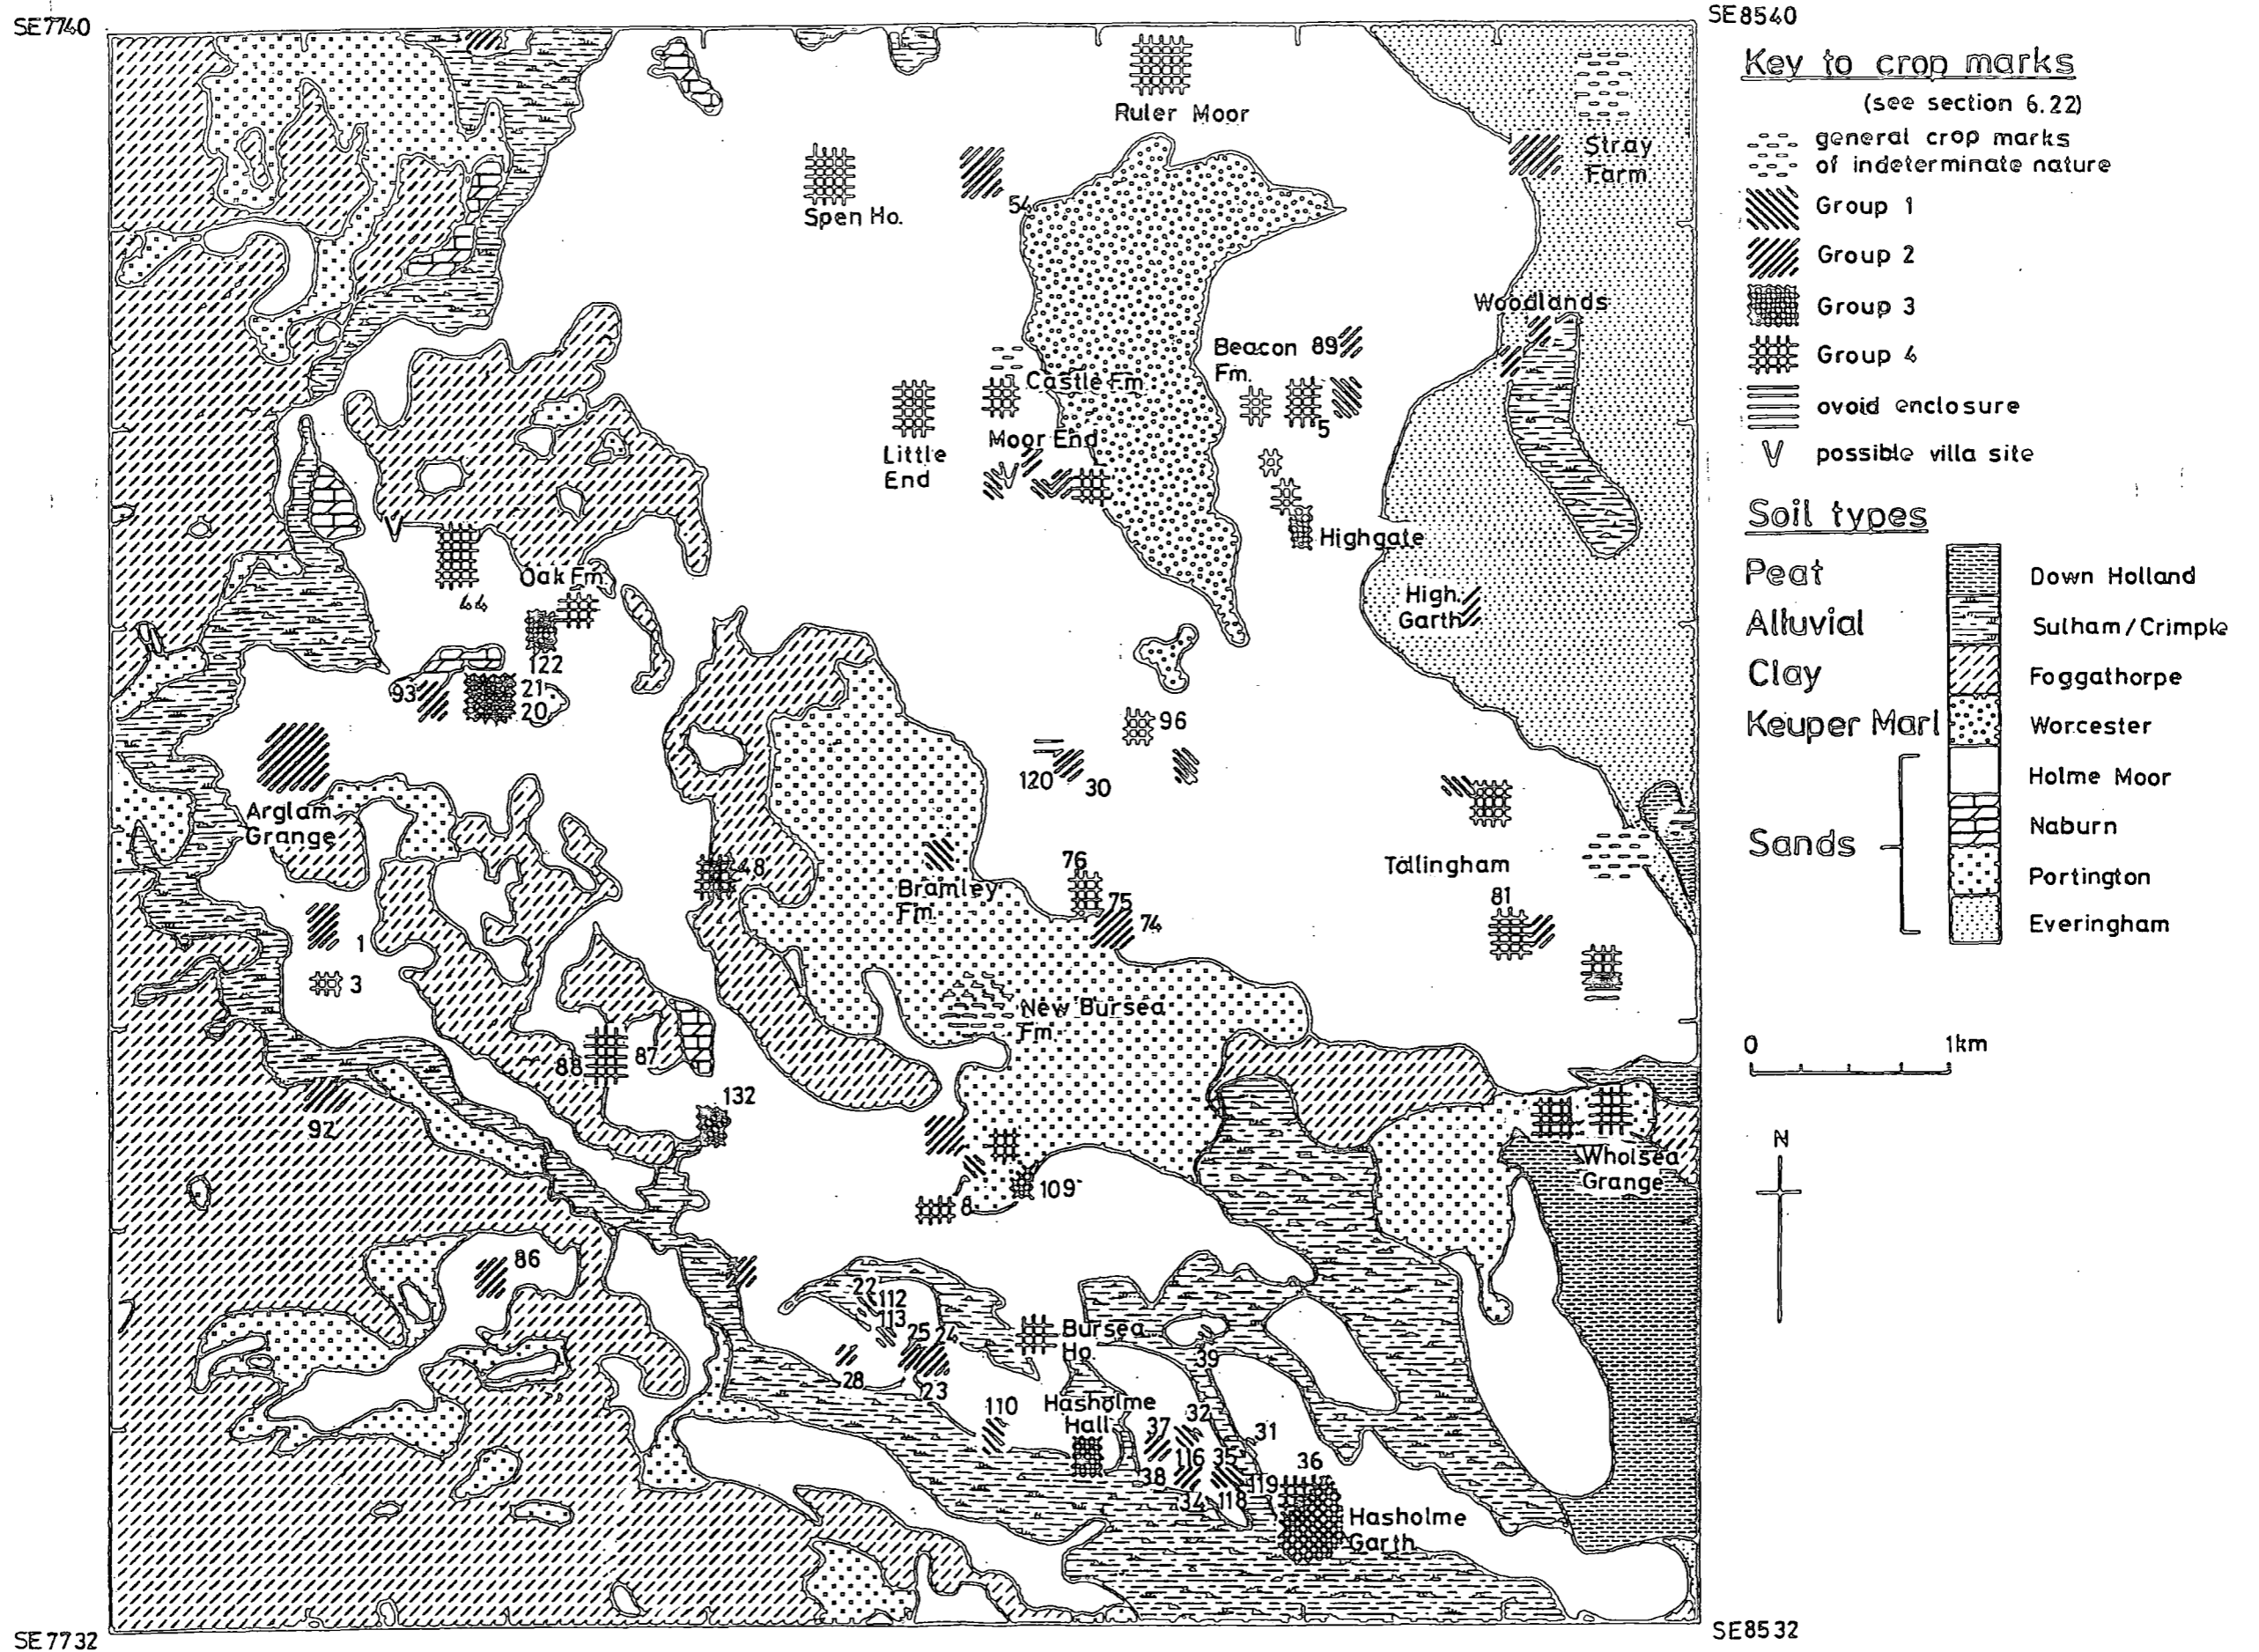 SE7740
SE8540
Key to crop marks
(see section 6.22)
general crop marks
of indeterminate nature
Group 1
Group 2
Group 3
Group 4
ovoid enclosure
V possible villa site
Soil types
Peat
Down Holland
Alluvial
Sulham/Crimple
Clay
Foggathorpe
Keuper Marl
Worcester
Sands
Holme Moor
Naburn
Portington
Everingham
0 1km
N
Ruler Moor
Stray
Farm
Spen Ho.
54
Woodlands
Beacon 89
Fm.
Castle Fm.
5
Little
End
Moor End
V
V
Highgate
Oak Fm.
44
High
Garth
122
93
21
20
96
120
30
Arglam
Grange
48
Bramley
Fm.
76
75
74
Tollingham
81
1
3
New Bursea
Fm.
88
87
132
92
109
8
Wholsea
Grange
86
22
112
113
25
24
28
23
Bursea
Ho.
39
110
Hasholme
Hall
37
32
31
116
35
36
38
119
34
118
Hasholme
Garth
SE7732
SE8532